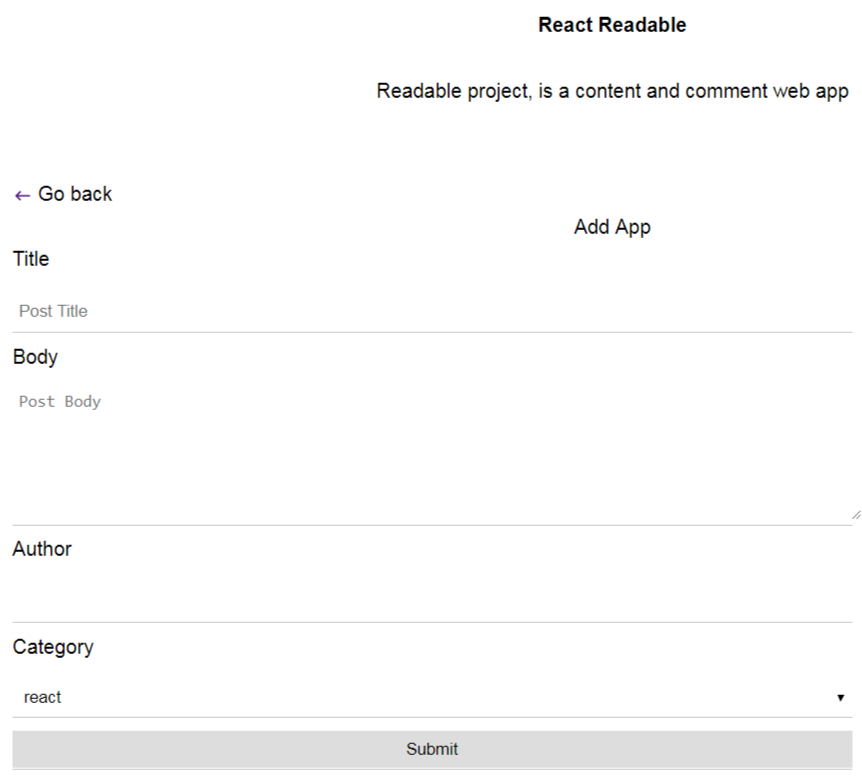 React Readable
Readable project, is a content and comment web app
← Go back
Add App
Title
Post Title
Body
Post Body
Author
Category
react
Submit